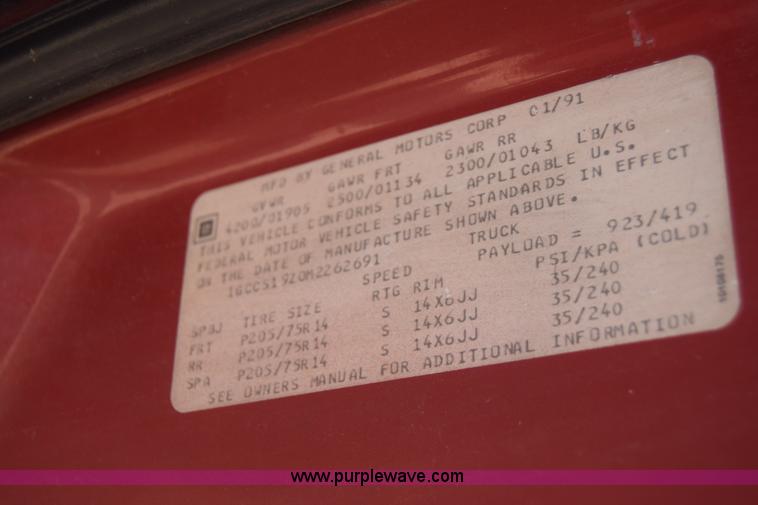 MFD BY GENERAL MOTORS CORP 01/91
GVWR GAWR FRT GAWR RR
4200/01905 2500/01134 2300/01043 LB/KG
THIS VEHICLE CONFORMS TO ALL APPLICABLE U.S.
FEDERAL MOTOR VEHICLE SAFETY STANDARDS IN EFFECT
ON THE DATE OF MANUFACTURE SHOWN ABOVE.
1GCCS19Z0M2262691 TRUCK
PAYLOAD = 923/419
SPEED
TIRE SIZE RTG RIM PSI/KPA (COLD)
FRT P205/75R14 S 14X6JJ 35/240
RR P205/75R14 S 14X6JJ 35/240
SPA P205/75R14 S 14X6JJ 35/240
SEE OWNERS MANUAL FOR ADDITIONAL INFORMATION
www.purplewave.com